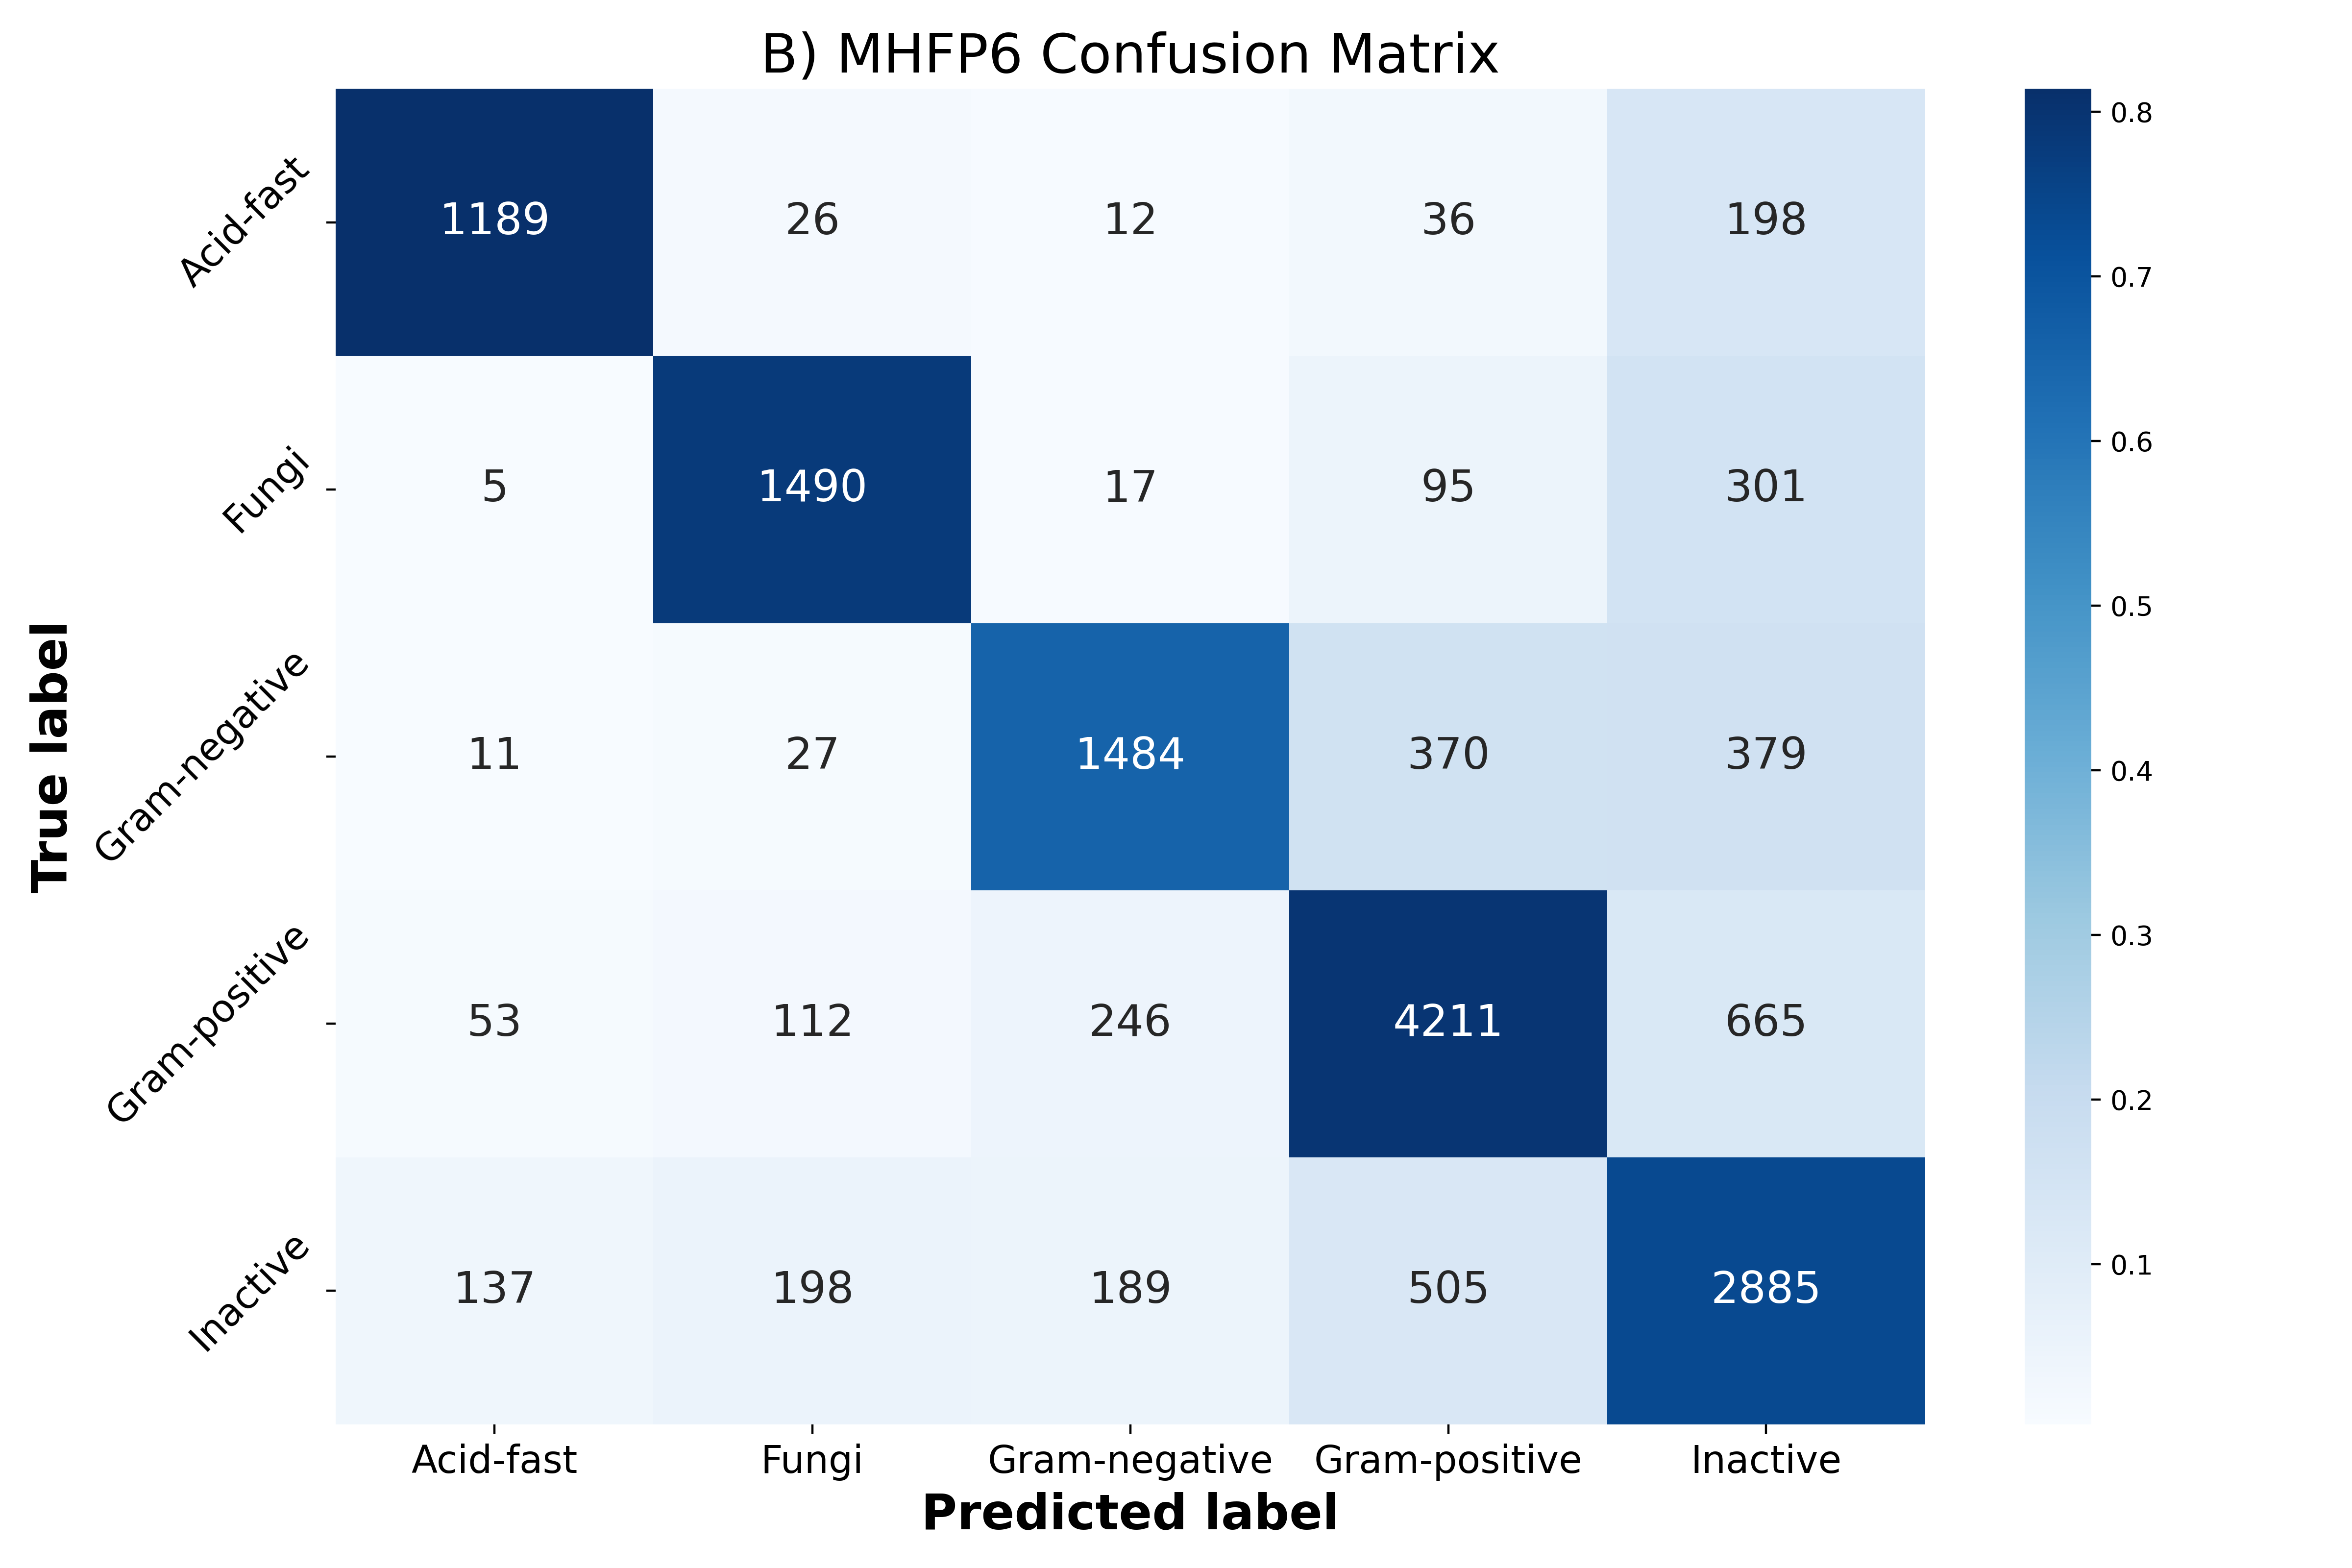 B) MHFP6 Confusion Matrix
True label
Acid-fast 1189 26 12 36 198
Fungi 5 1490 17 95 301
Gram-negative 11 27 1484 370 379
Gram-positive 53 112 246 4211 665
Inactive 137 198 189 505 2885
Acid-fast Fungi Gram-negative Gram-positive Inactive
Predicted label
0.8
0.7
0.6
0.5
0.4
0.3
0.2
0.1